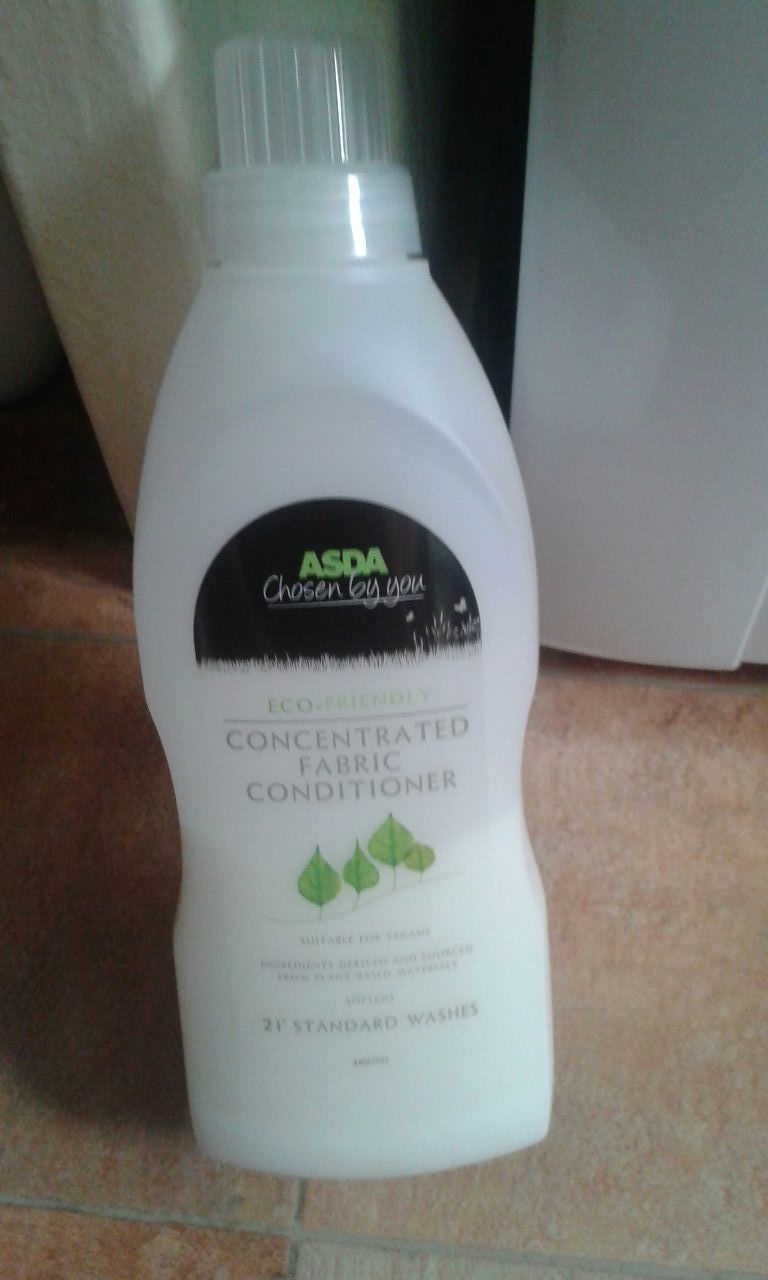 ASDA
Chosen by you
ECO-FRIENDLY
CONCENTRATED
FABRIC
CONDITIONER
SUITABLE FOR VEGANS
INGREDIENTS DERIVED AND SOURCED
FROM PLANT-BASED MATERIALS
SOFTENS
21* STANDARD WASHES